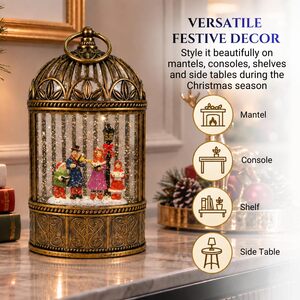 VERSATILE
FESTIVE DECOR
Style it beautifully on
mantels, consoles, shelves
and side tables during the
Christmas season
Mantel
Console
Shelf
Side Table